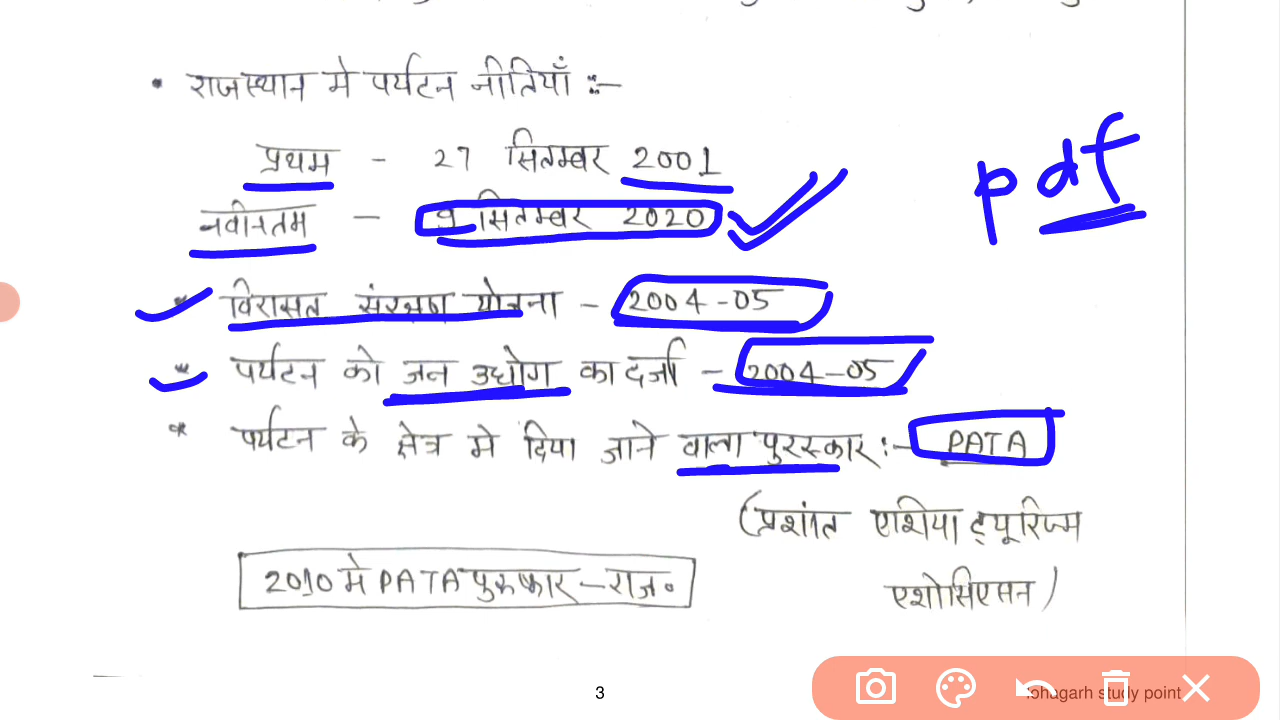 • राजस्थान मे पर्यटन नीतियाँ :-
प्रथम - 27 सितम्बर 2001
pdf
नवीनतम - 9 सितम्बर 2020
* विरासत संरक्षण योजना - 2004-05
* पर्यटन को जन उद्योग का दर्जा - 2004-05
* पर्यटन के क्षेत्र मे दिया जाने वाला पुरस्कार :- PATA
(प्रशांत एशिया ट्यूरिज्म
एशोसिएसन)
2010 मे PATA पुरुष्कार - राज॰
3
lohagarh study point